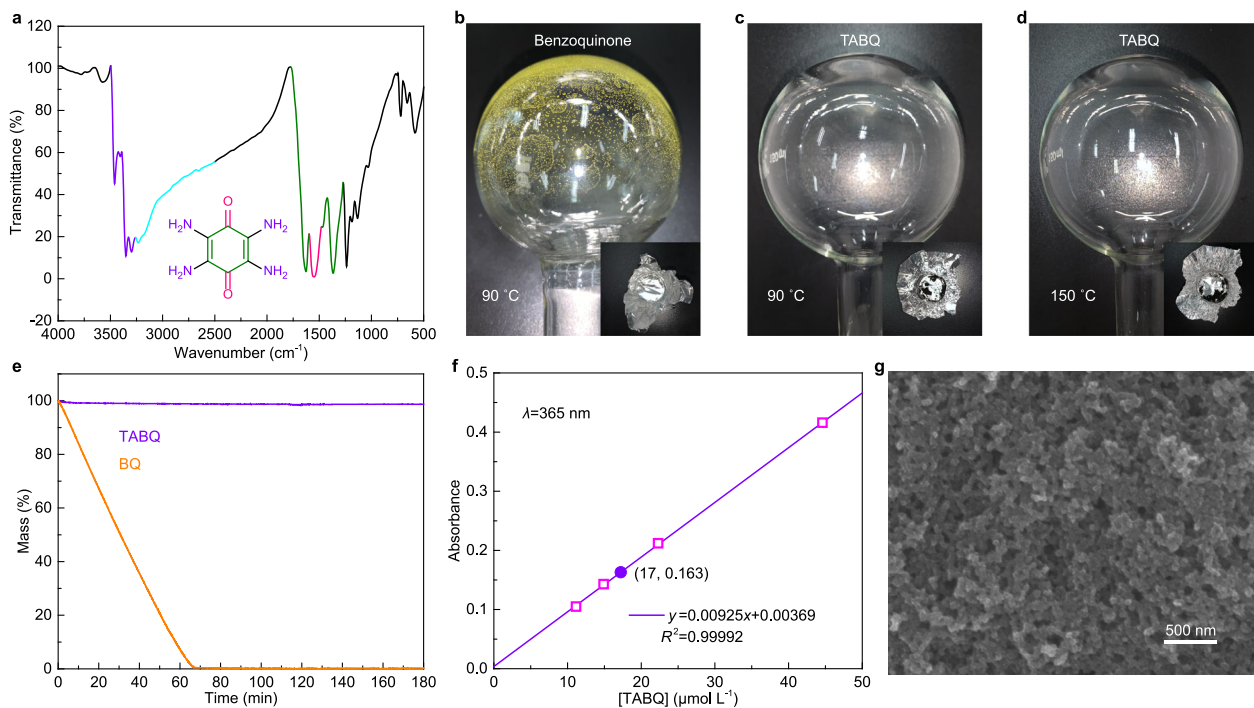 a
120
100
80
60
40
20
0
-20
Transmittance (%)
4000 3500 3000 2500 2000 1500 1000 500
Wavenumber (cm⁻¹)
O
H₂N NH₂
H₂N NH₂
O
b
Benzoquinone
90 °C
c
TABQ
90 °C
d
TABQ
150 °C
e
100
80
60
40
20
0
Mass (%)
TABQ
BQ
0 20 40 60 80 100 120 140 160 180
Time (min)
f
0.5
0.4
0.3
0.2
0.1
0.0
Absorbance
λ=365 nm
(17, 0.163)
y=0.00925x+0.00369
R²=0.99992
0 10 20 30 40 50
[TABQ] (μmol L⁻¹)
g
500 nm